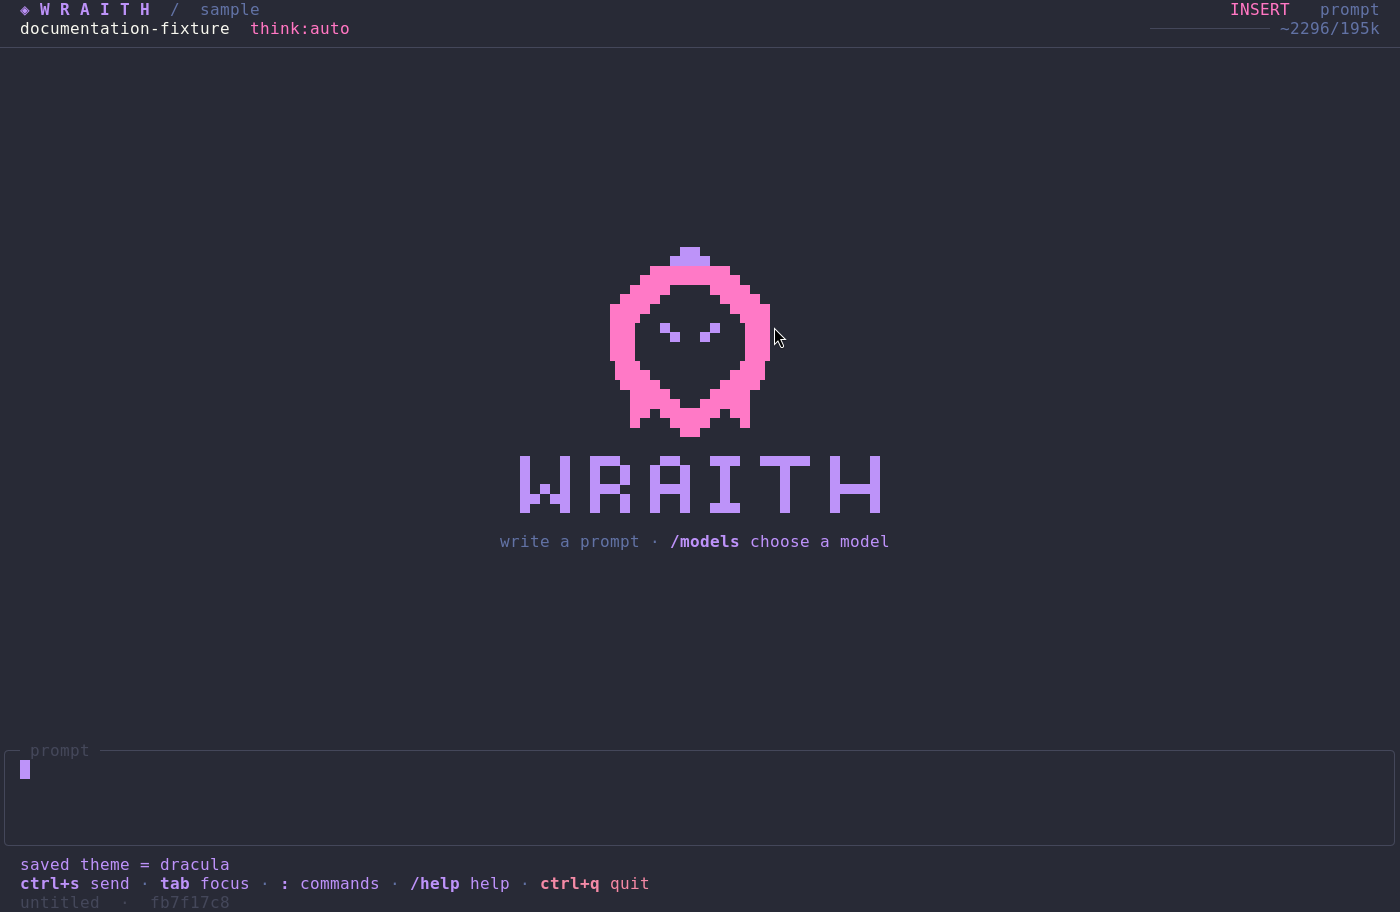 ◈ W R A I T H / sample INSERT prompt
documentation-fixture think:auto ~2296/195k
WRAITH
write a prompt · /models choose a model
prompt
saved theme = dracula
ctrl+s send · tab focus · : commands · /help help · ctrl+q quit
untitled · fb7f17c8